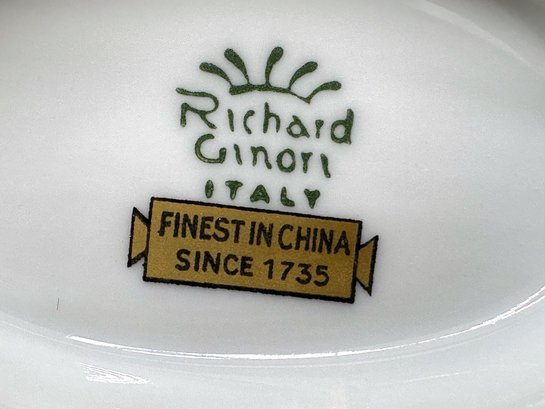 Richard
Ginori
ITALY
FINEST IN CHINA
SINCE 1735